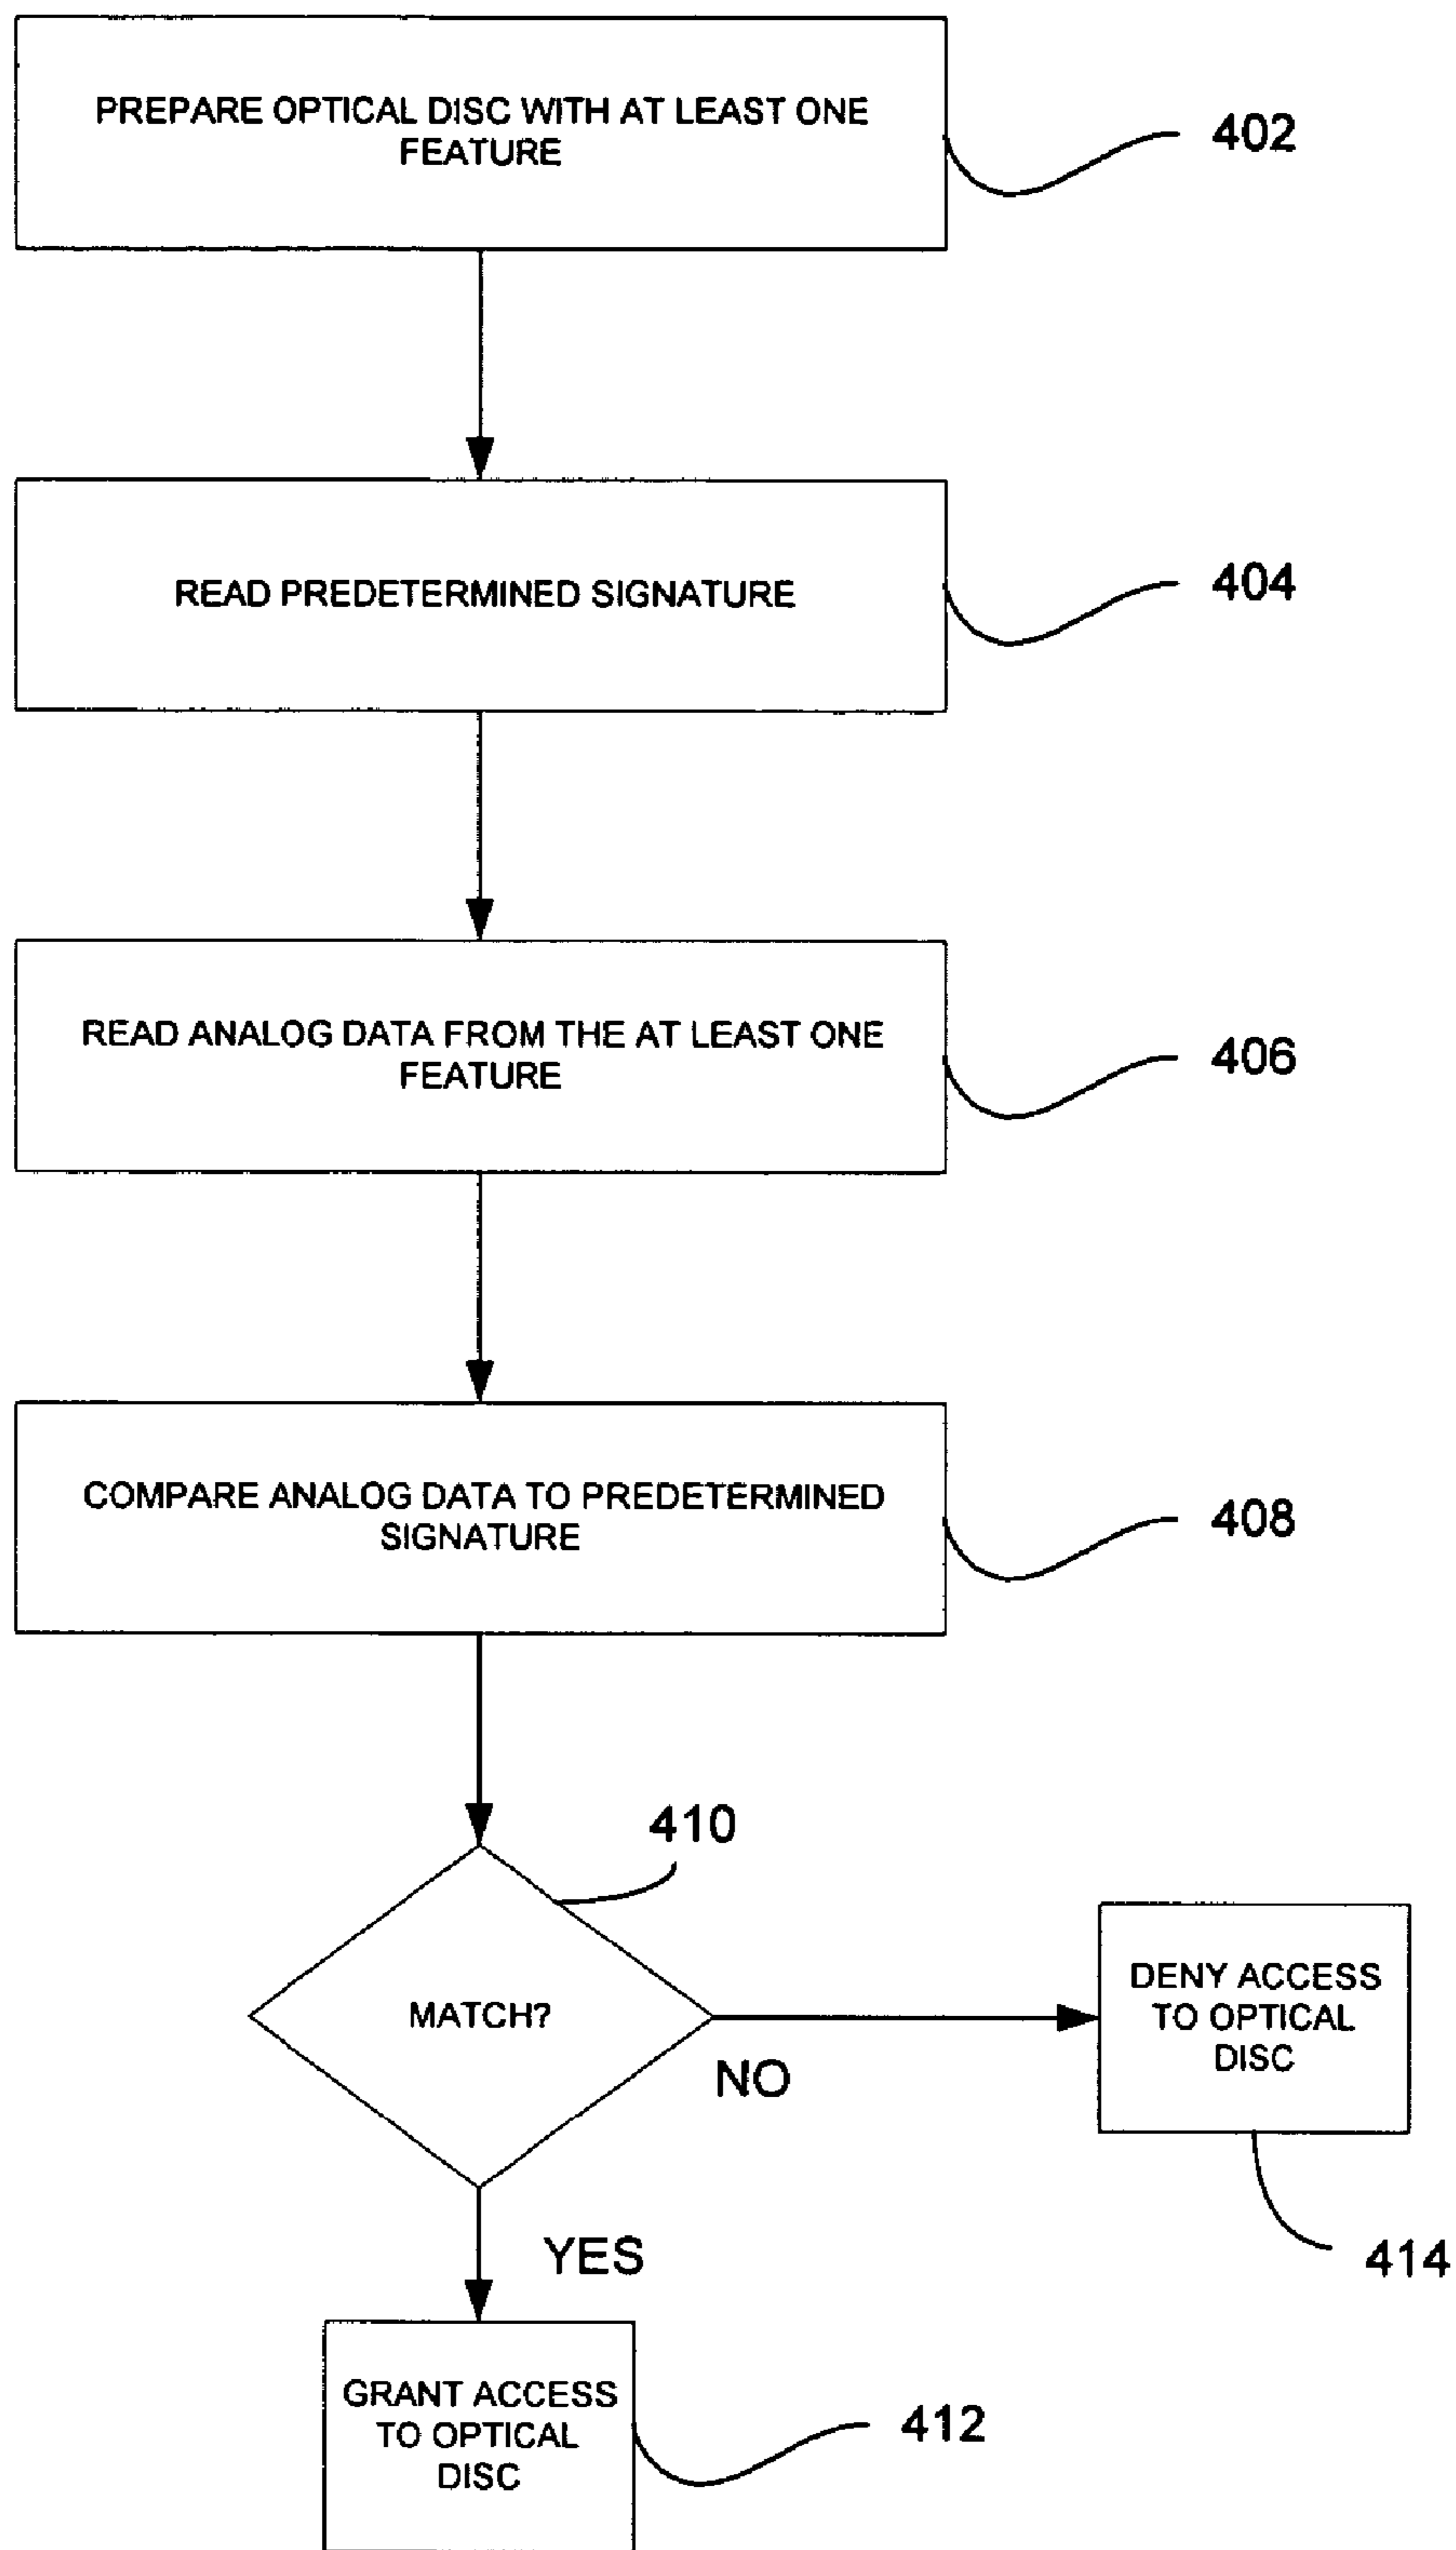 PREPARE OPTICAL DISC WITH AT LEAST ONE
FEATURE
402
READ PREDETERMINED SIGNATURE
404
READ ANALOG DATA FROM THE AT LEAST ONE
FEATURE
406
COMPARE ANALOG DATA TO PREDETERMINED
SIGNATURE
408
410
MATCH?
NO
DENY ACCESS
TO OPTICAL
DISC
414
YES
GRANT ACCESS
TO OPTICAL
DISC
412